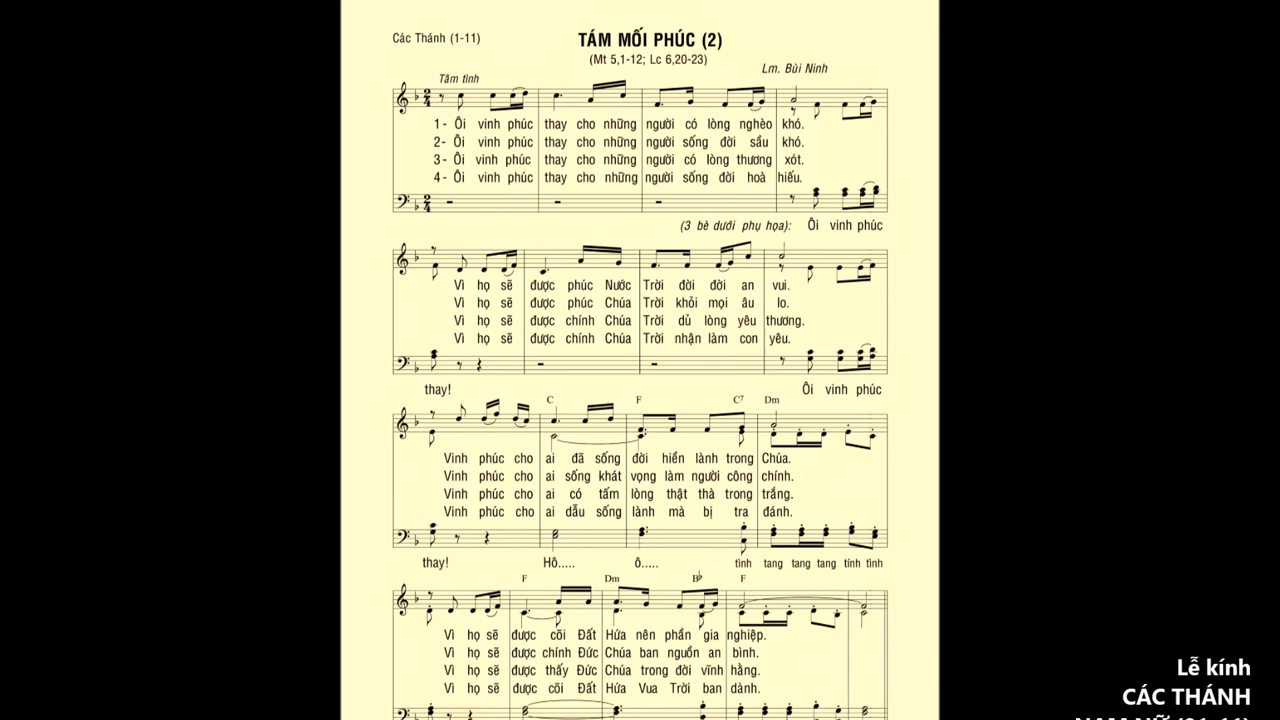 Các Thánh (1-11)
TÁM MỐI PHÚC (2)
(Mt 5,1-12; Lc 6,20-23)
Lm. Bùi Ninh
Tâm tình
1- Ôi vinh phúc thay cho những người có lòng nghèo khó.
2- Ôi vinh phúc thay cho những người sống đời sầu khó.
3- Ôi vinh phúc thay cho những người có lòng thương xót.
4- Ôi vinh phúc thay cho những người sống đời hoà hiếu.
(3 bè dưới phụ họa): Ôi vinh phúc
Vì họ sẽ được phúc Nước Trời đời đời an vui.
Vì họ sẽ được phúc Chúa Trời khỏi mọi âu lo.
Vì họ sẽ được chính Chúa Trời dủ lòng yêu thương.
Vì họ sẽ được chính Chúa Trời nhận làm con yêu.
thay! Ôi vinh phúc
C F C7 Dm
Vinh phúc cho ai đã sống đời hiền lành trong Chúa.
Vinh phúc cho ai sống khát vọng làm người công chính.
Vinh phúc cho ai có tấm lòng thật thà trong trắng.
Vinh phúc cho ai dẫu sống lành mà bị tra đánh.
thay! Hô..... ô..... tình tang tang tang tính tình
F Dm Bb F
Vì họ sẽ được cõi Đất Hứa nên phần gia nghiệp.
Vì họ sẽ được chính Đức Chúa ban nguồn an bình.
Vì họ sẽ được thấy Đức Chúa trong đời vĩnh hằng.
Vì họ sẽ được cõi Đất Hứa Vua Trời ban dành.
Lễ kính
CÁC THÁNH